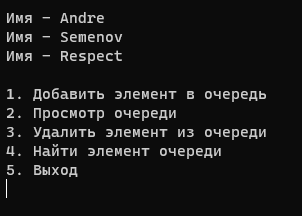 Имя - Andre
Имя - Semenov
Имя - Respect
1. Добавить элемент в очередь
2. Просмотр очереди
3. Удалить элемент из очереди
4. Найти элемент очереди
5. Выход